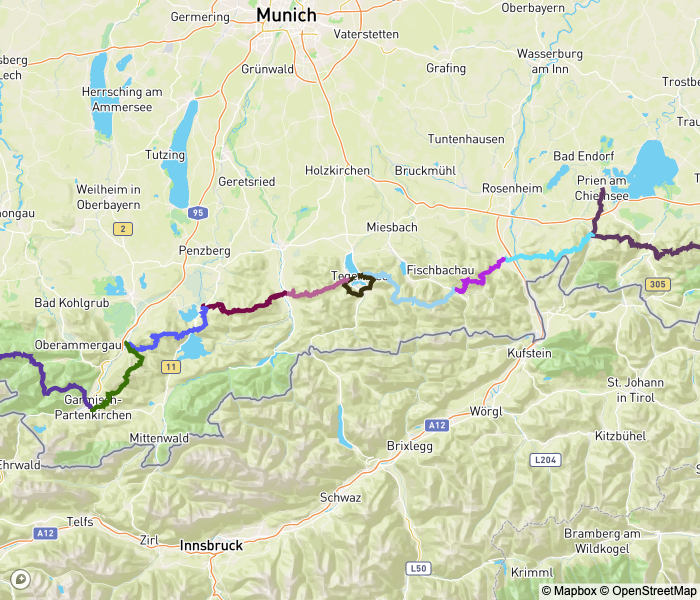 Germering
Munich
Oberbayern
Vaterstetten
Wasserburg
am Inn
sberg
Lech
Grünwald
Grafing
Trostbe
Herrsching am
Ammersee
Trau
Tuntenhausen
Tutzing
Bad Endorf
Holzkirchen
Bruckmühl
Prien am
Chiemsee
Geretsried
Rosenheim
Weilheim in
Oberbayern
ongau
95
2
Miesbach
Penzberg
Fischbachau
305
Bad Kohlgrub
Oberammergau
11
Kufstein
Garmisch-
Partenkirchen
St. Johann
in Tirol
Wörgl
Mittenwald
A12
Kitzbühel
Brixlegg
Ehrwald
L204
Schwaz
Telfs
A12
Zirl
Innsbruck
Bramberg am
Wildkogel
L50
Krimml
© Mapbox © OpenStreetMap